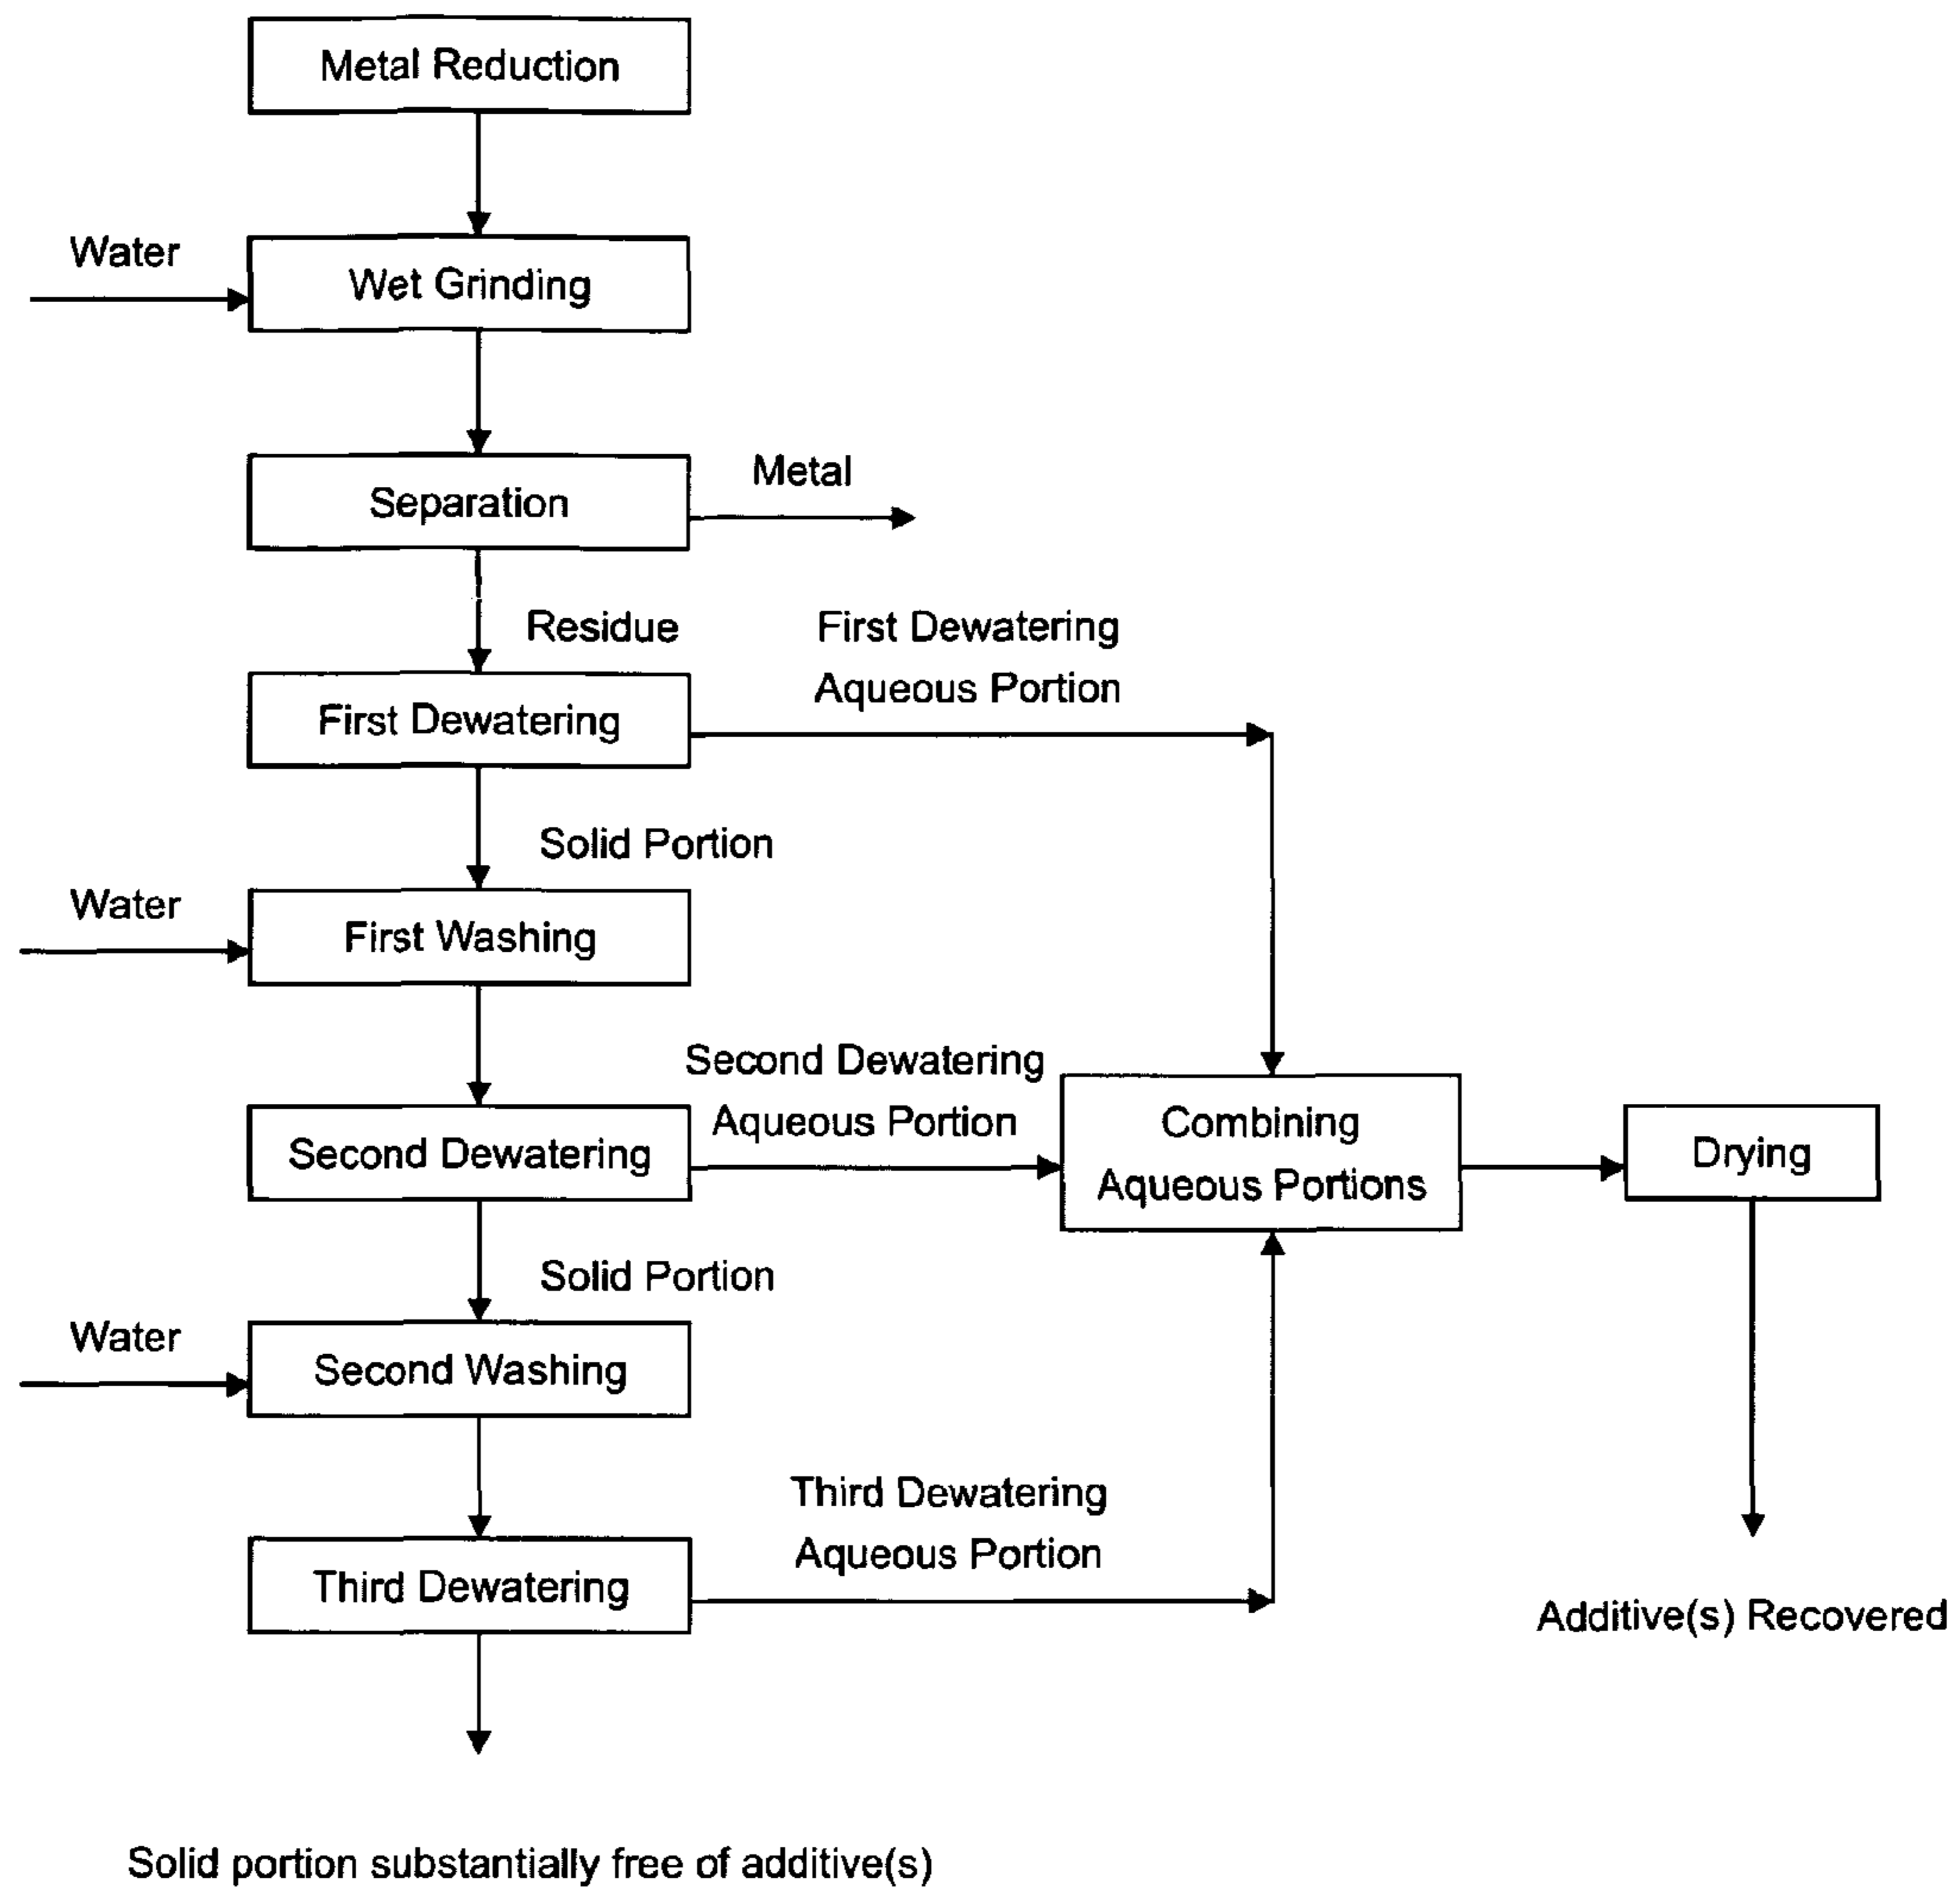 Metal Reduction
Water
Wet Grinding
Metal
Separation
Residue
First Dewatering
Aqueous Portion
First Dewatering
Solid Portion
Water
First Washing
Second Dewatering
Aqueous Portion
Second Dewatering
Combining
Aqueous Portions
Drying
Solid Portion
Water
Second Washing
Third Dewatering
Aqueous Portion
Third Dewatering
Additive(s) Recovered
Solid portion substantially free of additive(s)